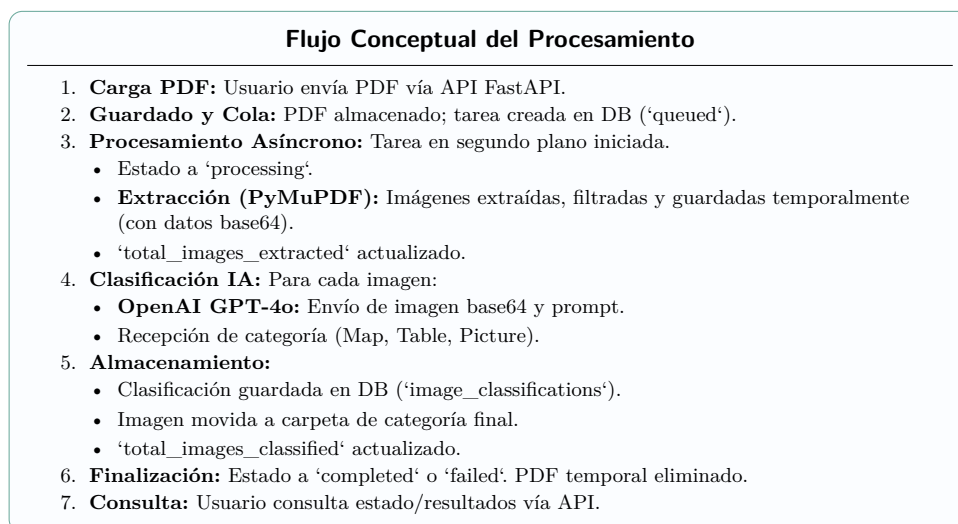 Flujo Conceptual del Procesamiento
1. Carga PDF: Usuario envía PDF vía API FastAPI.
2. Guardado y Cola: PDF almacenado; tarea creada en DB (‘queued‘).
3. Procesamiento Asíncrono: Tarea en segundo plano iniciada.
• Estado a ‘processing‘.
• Extracción (PyMuPDF): Imágenes extraídas, filtradas y guardadas temporalmente
(con datos base64).
• ‘total_images_extracted‘ actualizado.
4. Clasificación IA: Para cada imagen:
• OpenAI GPT-4o: Envío de imagen base64 y prompt.
• Recepción de categoría (Map, Table, Picture).
5. Almacenamiento:
• Clasificación guardada en DB (‘image_classifications‘).
• Imagen movida a carpeta de categoría final.
• ‘total_images_classified‘ actualizado.
6. Finalización: Estado a ‘completed‘ o ‘failed‘. PDF temporal eliminado.
7. Consulta: Usuario consulta estado/resultados vía API.